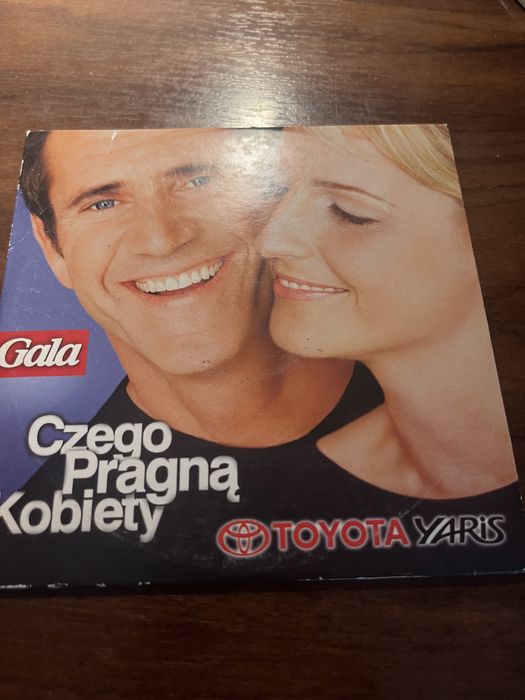 Gala
Czego
Pragną
Kobiety
TOYOTA YARiS